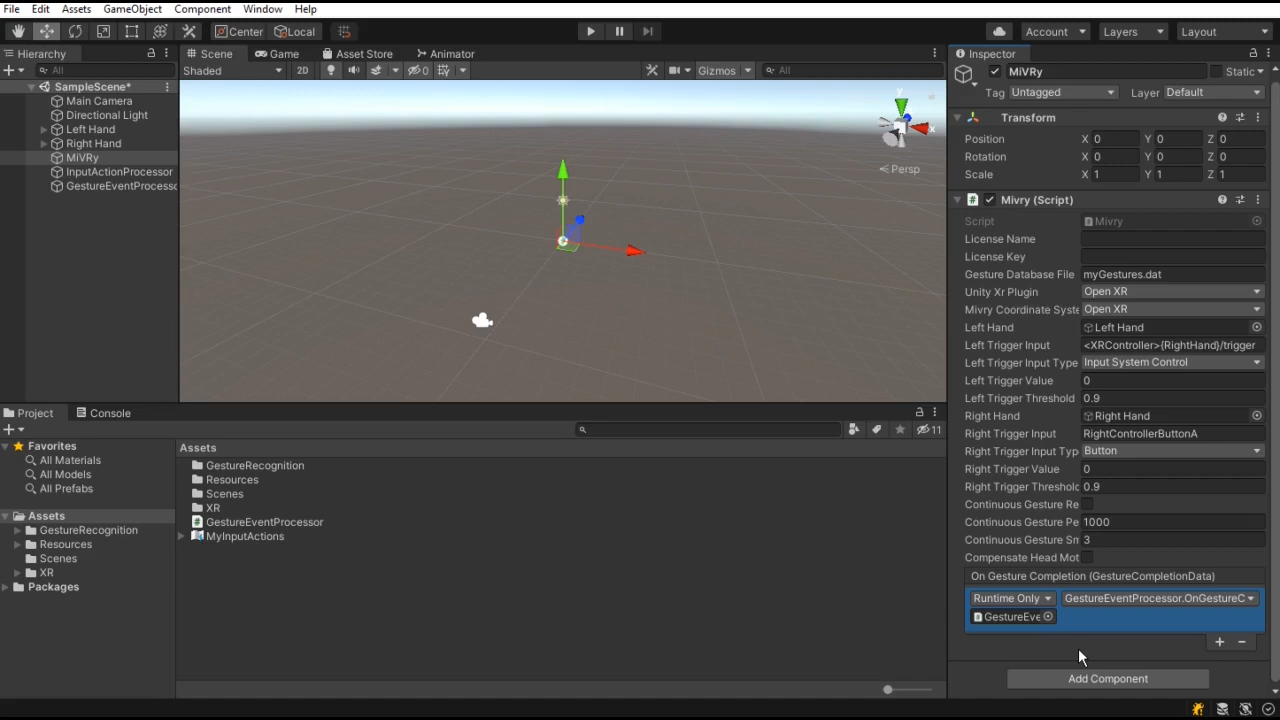 File Edit Assets GameObject Component Window Help
Center Local Account Layers Layout
Hierarchy Scene Game Asset Store Animator Inspector
All Shaded 2D Gizmos All MiVRy Static
SampleScene* Tag Untagged Layer Default
Main Camera
Directional Light
Left Hand
Right Hand
MiVRy
InputActionProcessor
GestureEventProcesso
y
x
Persp
Transform
Position X 0 Y 0 Z 0
Rotation X 0 Y 0 Z 0
Scale X 1 Y 1 Z 1
Mivry (Script)
Script Mivry
License Name
License Key
Gesture Database File myGestures.dat
Unity Xr Plugin Open XR
Mivry Coordinate Syste Open XR
Left Hand Left Hand
Left Trigger Input <XRController>{RightHand}/trigger
Left Trigger Input Type Input System Control
Left Trigger Value 0
Left Trigger Threshold 0.9
Right Hand Right Hand
Right Trigger Input RightControllerButtonA
Right Trigger Input Typ Button
Right Trigger Value 0
Right Trigger Threshold 0.9
Continuous Gesture Re
Continuous Gesture Pe 1000
Continuous Gesture Sm 3
Compensate Head Mot
On Gesture Completion (GestureCompletionData)
Runtime Only GestureEventProcessor.OnGestureC
GestureEve
Add Component
Project Console
11
Favorites
All Materials
All Models
All Prefabs
Assets
GestureRecognition
Resources
Scenes
XR
Packages
Assets
GestureRecognition
Resources
Scenes
XR
GestureEventProcessor
MyInputActions